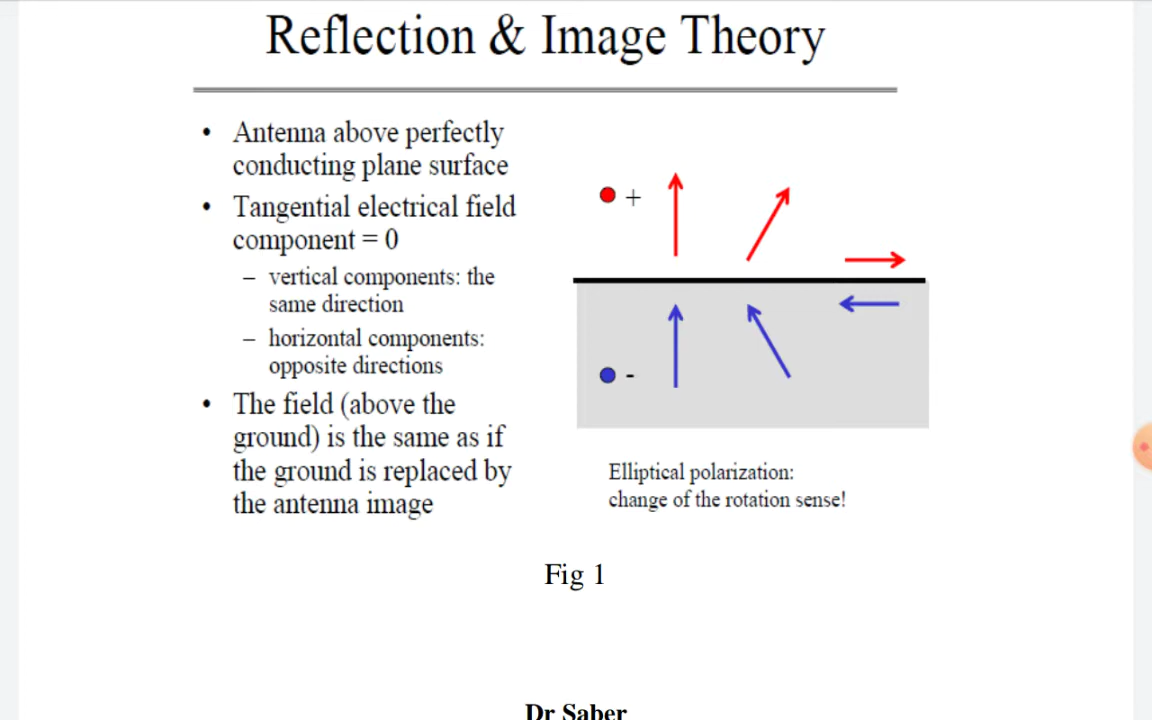 Reflection & Image Theory
• Antenna above perfectly
conducting plane surface
• Tangential electrical field
component = 0
– vertical components: the
same direction
– horizontal components:
opposite directions
• The field (above the
ground) is the same as if
the ground is replaced by
the antenna image
+
-
Elliptical polarization:
change of the rotation sense!
Fig 1
Dr Saber